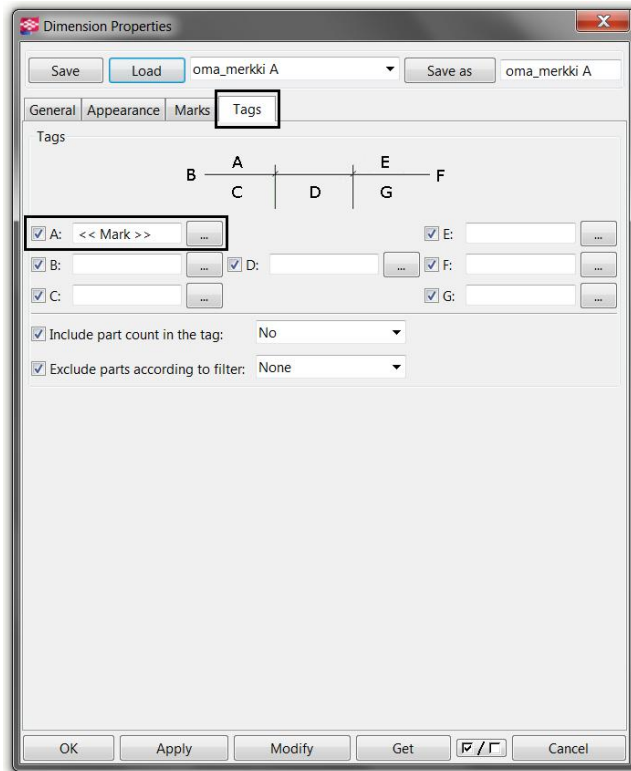 Dimension Properties
Save Load oma_merkki A Save as oma_merkki A
General Appearance Marks Tags
Tags
B A E F
C D G
A: << Mark >> ... E: ...
B: ... D: ... F: ...
C: ... G: ...
Include part count in the tag: No
Exclude parts according to filter: None
OK Apply Modify Get / Cancel